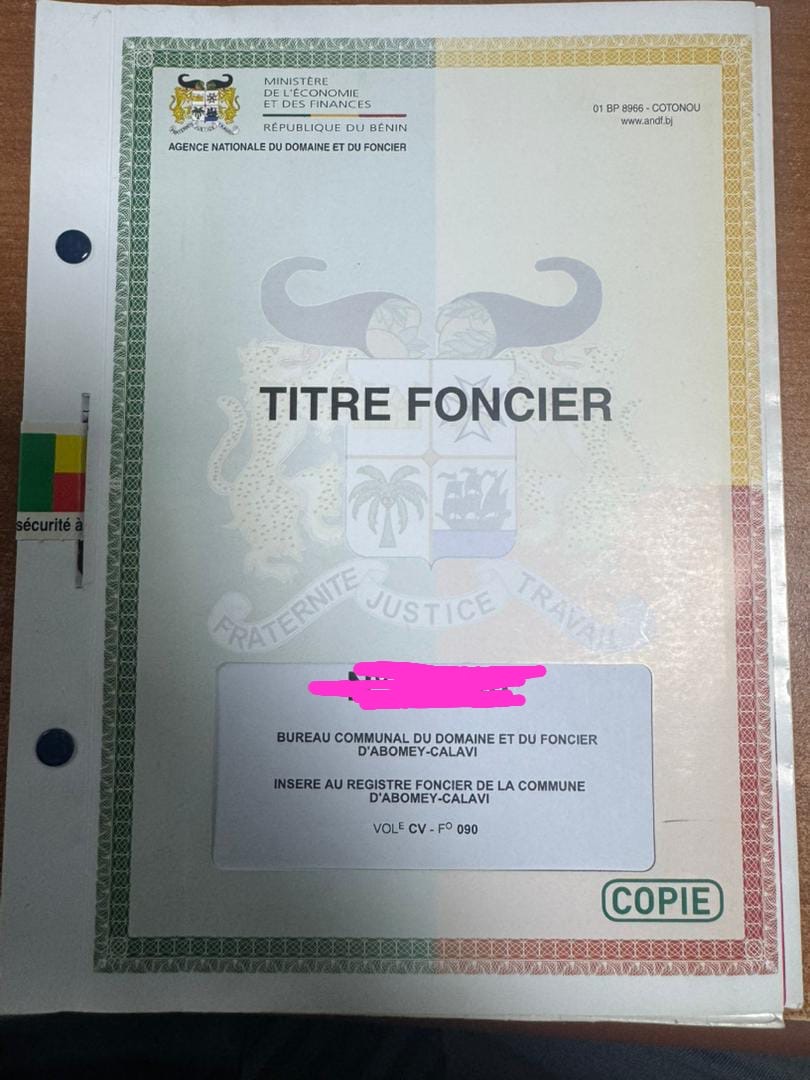 MINISTÈRE
DE L'ÉCONOMIE
ET DES FINANCES
RÉPUBLIQUE DU BÉNIN
AGENCE NATIONALE DU DOMAINE ET DU FONCIER
01 BP 8966 - COTONOU
www.andf.bj
TITRE FONCIER
sécurité à
FRATERNITE JUSTICE TRAVAIL
BUREAU COMMUNAL DU DOMAINE ET DU FONCIER
D'ABOMEY-CALAVI
INSERE AU REGISTRE FONCIER DE LA COMMUNE
D'ABOMEY-CALAVI
VOLE CV - FO 090
COPIE